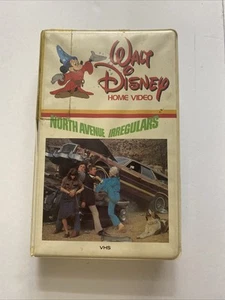 Walt
Disney
HOME VIDEO
NORTH AVENUE IRREGULARS
VHS